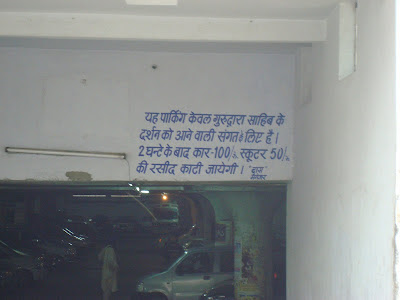 यह पार्किंग केवल गुरुद्वारा साहिब के
दर्शन को आने वाली संगत के लिए है।
2 घन्टे के बाद कार-100/- स्कूटर 50/-
की रसीद काटी जायेगी।